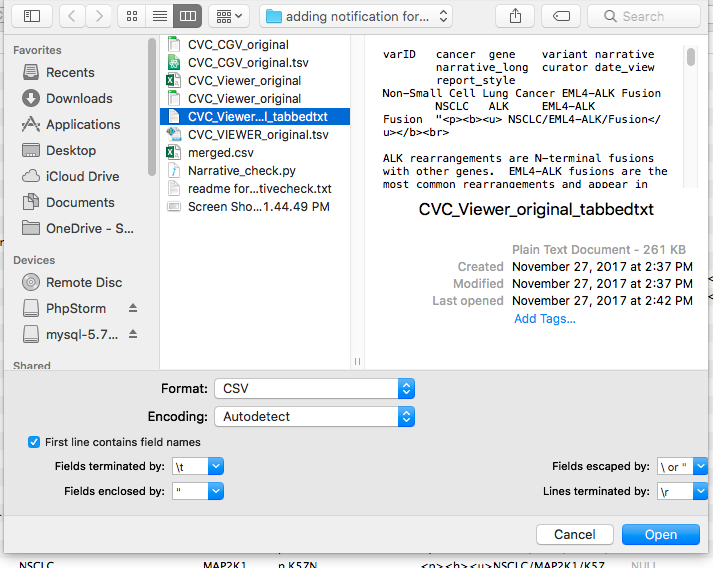 adding notification for...
Search
Favorites
Recents
Downloads
Applications
Desktop
iCloud Drive
Documents
OneDrive - S...
Devices
Remote Disc
PhpStorm
mysql-5.7...
Shared
CVC_CGV_original
CVC_CGV_original.tsv
CVC_Viewer_original
CVC_Viewer_original
CVC_Viewer...l_tabbedtxt
CVC_VIEWER_original.tsv
merged.csv
Narrative_check.py
readme for...tivecheck.txt
Screen Sho...1.44.49 PM
varID cancer gene variant narrative
narrative_long curator date_view
report_style
Non-Small Cell Lung Cancer EML4-ALK Fusion
NSCLC ALK EML4-ALK
Fusion "<p><b><u> NSCLC/EML4-ALK/Fusion</
u></b><br>
ALK rearrangements are N-terminal fusions
with other genes. EML4-ALK fusions are the
most common rearrangements and appear in
CVC_Viewer_original_tabbedtxt
Plain Text Document - 261 KB
Created November 27, 2017 at 2:37 PM
Modified November 27, 2017 at 2:37 PM
Last opened November 27, 2017 at 2:42 PM
Add Tags...
Format: CSV
Encoding: Autodetect
First line contains field names
Fields terminated by: \t
Fields escaped by: \ or "
Fields enclosed by: "
Lines terminated by: \r
Cancel
Open
NSCLC MAP2K1 p.K57N <p><b><u>NSCLC/MAP2K1/K57 NULL